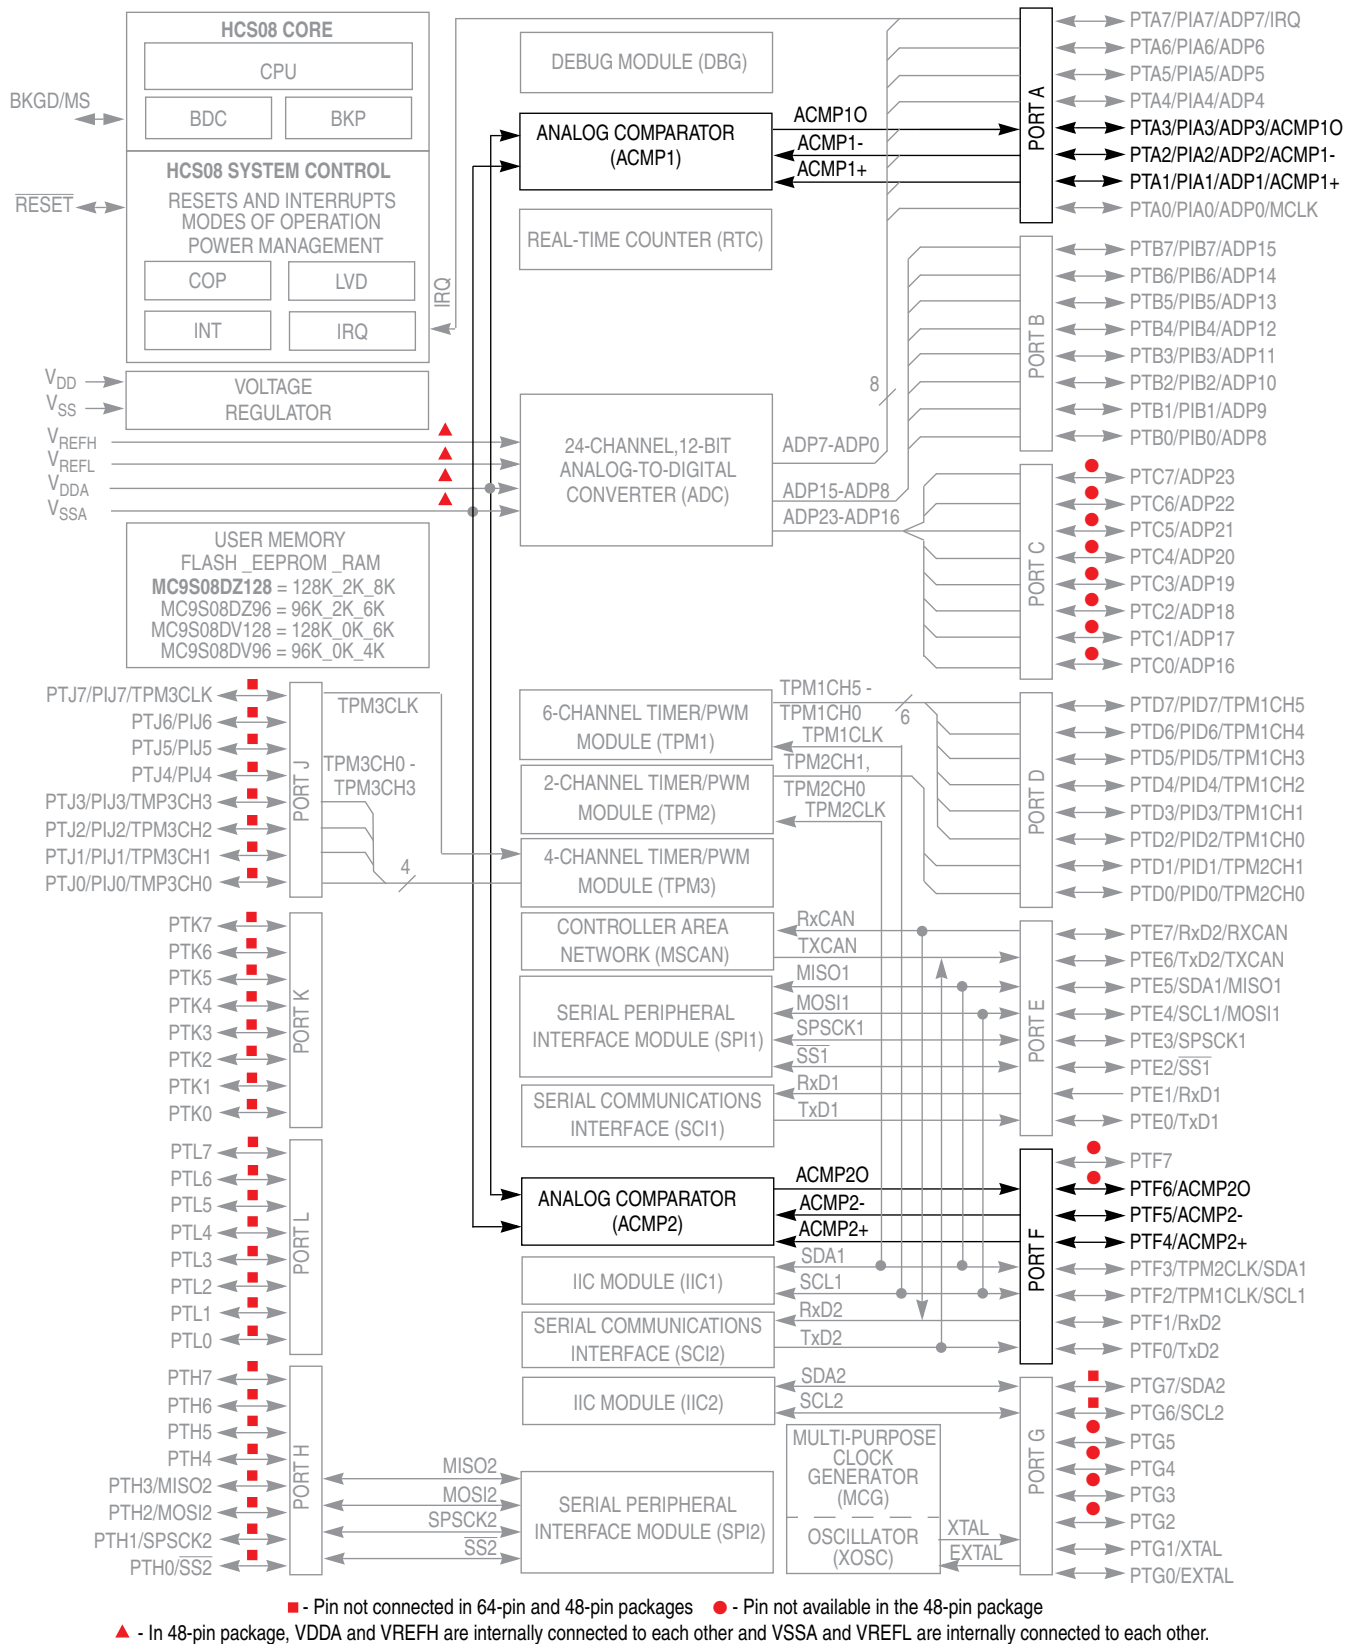 HCS08 CORE
CPU
BDC
BKP
BKGD/MS
HCS08 SYSTEM CONTROL
RESETS AND INTERRUPTS
MODES OF OPERATION
POWER MANAGEMENT
COP
LVD
INT
IRQ
RESET
IRQ
VOLTAGE
REGULATOR
VDD
VSS
VREFH
VREFL
VDDA
VSSA
USER MEMORY
FLASH _EEPROM _RAM
MC9S08DZ128 = 128K_2K_8K
MC9S08DZ96 = 96K_2K_6K
MC9S08DV128 = 128K_0K_6K
MC9S08DV96 = 96K_0K_4K
DEBUG MODULE (DBG)
ANALOG COMPARATOR
(ACMP1)
ACMP1O
ACMP1-
ACMP1+
REAL-TIME COUNTER (RTC)
24-CHANNEL,12-BIT
ANALOG-TO-DIGITAL
CONVERTER (ADC)
8
ADP7-ADP0
ADP15-ADP8
ADP23-ADP16
PORT A
PTA7/PIA7/ADP7/IRQ
PTA6/PIA6/ADP6
PTA5/PIA5/ADP5
PTA4/PIA4/ADP4
PTA3/PIA3/ADP3/ACMP1O
PTA2/PIA2/ADP2/ACMP1-
PTA1/PIA1/ADP1/ACMP1+
PTA0/PIA0/ADP0/MCLK
PORT B
PTB7/PIB7/ADP15
PTB6/PIB6/ADP14
PTB5/PIB5/ADP13
PTB4/PIB4/ADP12
PTB3/PIB3/ADP11
PTB2/PIB2/ADP10
PTB1/PIB1/ADP9
PTB0/PIB0/ADP8
PORT C
PTC7/ADP23
PTC6/ADP22
PTC5/ADP21
PTC4/ADP20
PTC3/ADP19
PTC2/ADP18
PTC1/ADP17
PTC0/ADP16
PTJ7/PIJ7/TPM3CLK
PTJ6/PIJ6
PTJ5/PIJ5
PTJ4/PIJ4
PTJ3/PIJ3/TMP3CH3
PTJ2/PIJ2/TPM3CH2
PTJ1/PIJ1/TPM3CH1
PTJ0/PIJ0/TMP3CH0
PORT J
TPM3CLK
TPM3CH0 -
TPM3CH3
4
6-CHANNEL TIMER/PWM
MODULE (TPM1)
TPM1CH5 -
TPM1CH0
6
TPM1CLK
2-CHANNEL TIMER/PWM
MODULE (TPM2)
TPM2CH1,
TPM2CH0
TPM2CLK
4-CHANNEL TIMER/PWM
MODULE (TPM3)
PORT D
PTD7/PID7/TPM1CH5
PTD6/PID6/TPM1CH4
PTD5/PID5/TPM1CH3
PTD4/PID4/TPM1CH2
PTD3/PID3/TPM1CH1
PTD2/PID2/TPM1CH0
PTD1/PID1/TPM2CH1
PTD0/PID0/TPM2CH0
PTK7
PTK6
PTK5
PTK4
PTK3
PTK2
PTK1
PTK0
PORT K
CONTROLLER AREA
NETWORK (MSCAN)
RxCAN
TXCAN
SERIAL PERIPHERAL
INTERFACE MODULE (SPI1)
MISO1
MOSI1
SPSCK1
SS1
SERIAL COMMUNICATIONS
INTERFACE (SCI1)
RxD1
TxD1
PORT E
PTE7/RxD2/RXCAN
PTE6/TxD2/TXCAN
PTE5/SDA1/MISO1
PTE4/SCL1/MOSI1
PTE3/SPSCK1
PTE2/SS1
PTE1/RxD1
PTE0/TxD1
PTL7
PTL6
PTL5
PTL4
PTL3
PTL2
PTL1
PTL0
PORT L
ANALOG COMPARATOR
(ACMP2)
ACMP2O
ACMP2-
ACMP2+
IIC MODULE (IIC1)
SDA1
SCL1
SERIAL COMMUNICATIONS
INTERFACE (SCI2)
RxD2
TxD2
PORT F
PTF7
PTF6/ACMP2O
PTF5/ACMP2-
PTF4/ACMP2+
PTF3/TPM2CLK/SDA1
PTF2/TPM1CLK/SCL1
PTF1/RxD2
PTF0/TxD2
PTH7
PTH6
PTH5
PTH4
PTH3/MISO2
PTH2/MOSI2
PTH1/SPSCK2
PTH0/SS2
PORT H
MISO2
MOSI2
SPSCK2
SS2
IIC MODULE (IIC2)
SDA2
SCL2
SERIAL PERIPHERAL
INTERFACE MODULE (SPI2)
MULTI-PURPOSE
CLOCK
GENERATOR
(MCG)
OSCILLATOR
(XOSC)
XTAL
EXTAL
PORT G
PTG7/SDA2
PTG6/SCL2
PTG5
PTG4
PTG3
PTG2
PTG1/XTAL
PTG0/EXTAL
- Pin not connected in 64-pin and 48-pin packages
- Pin not available in the 48-pin package
- In 48-pin package, VDDA and VREFH are internally connected to each other and VSSA and VREFL are internally connected to each other.